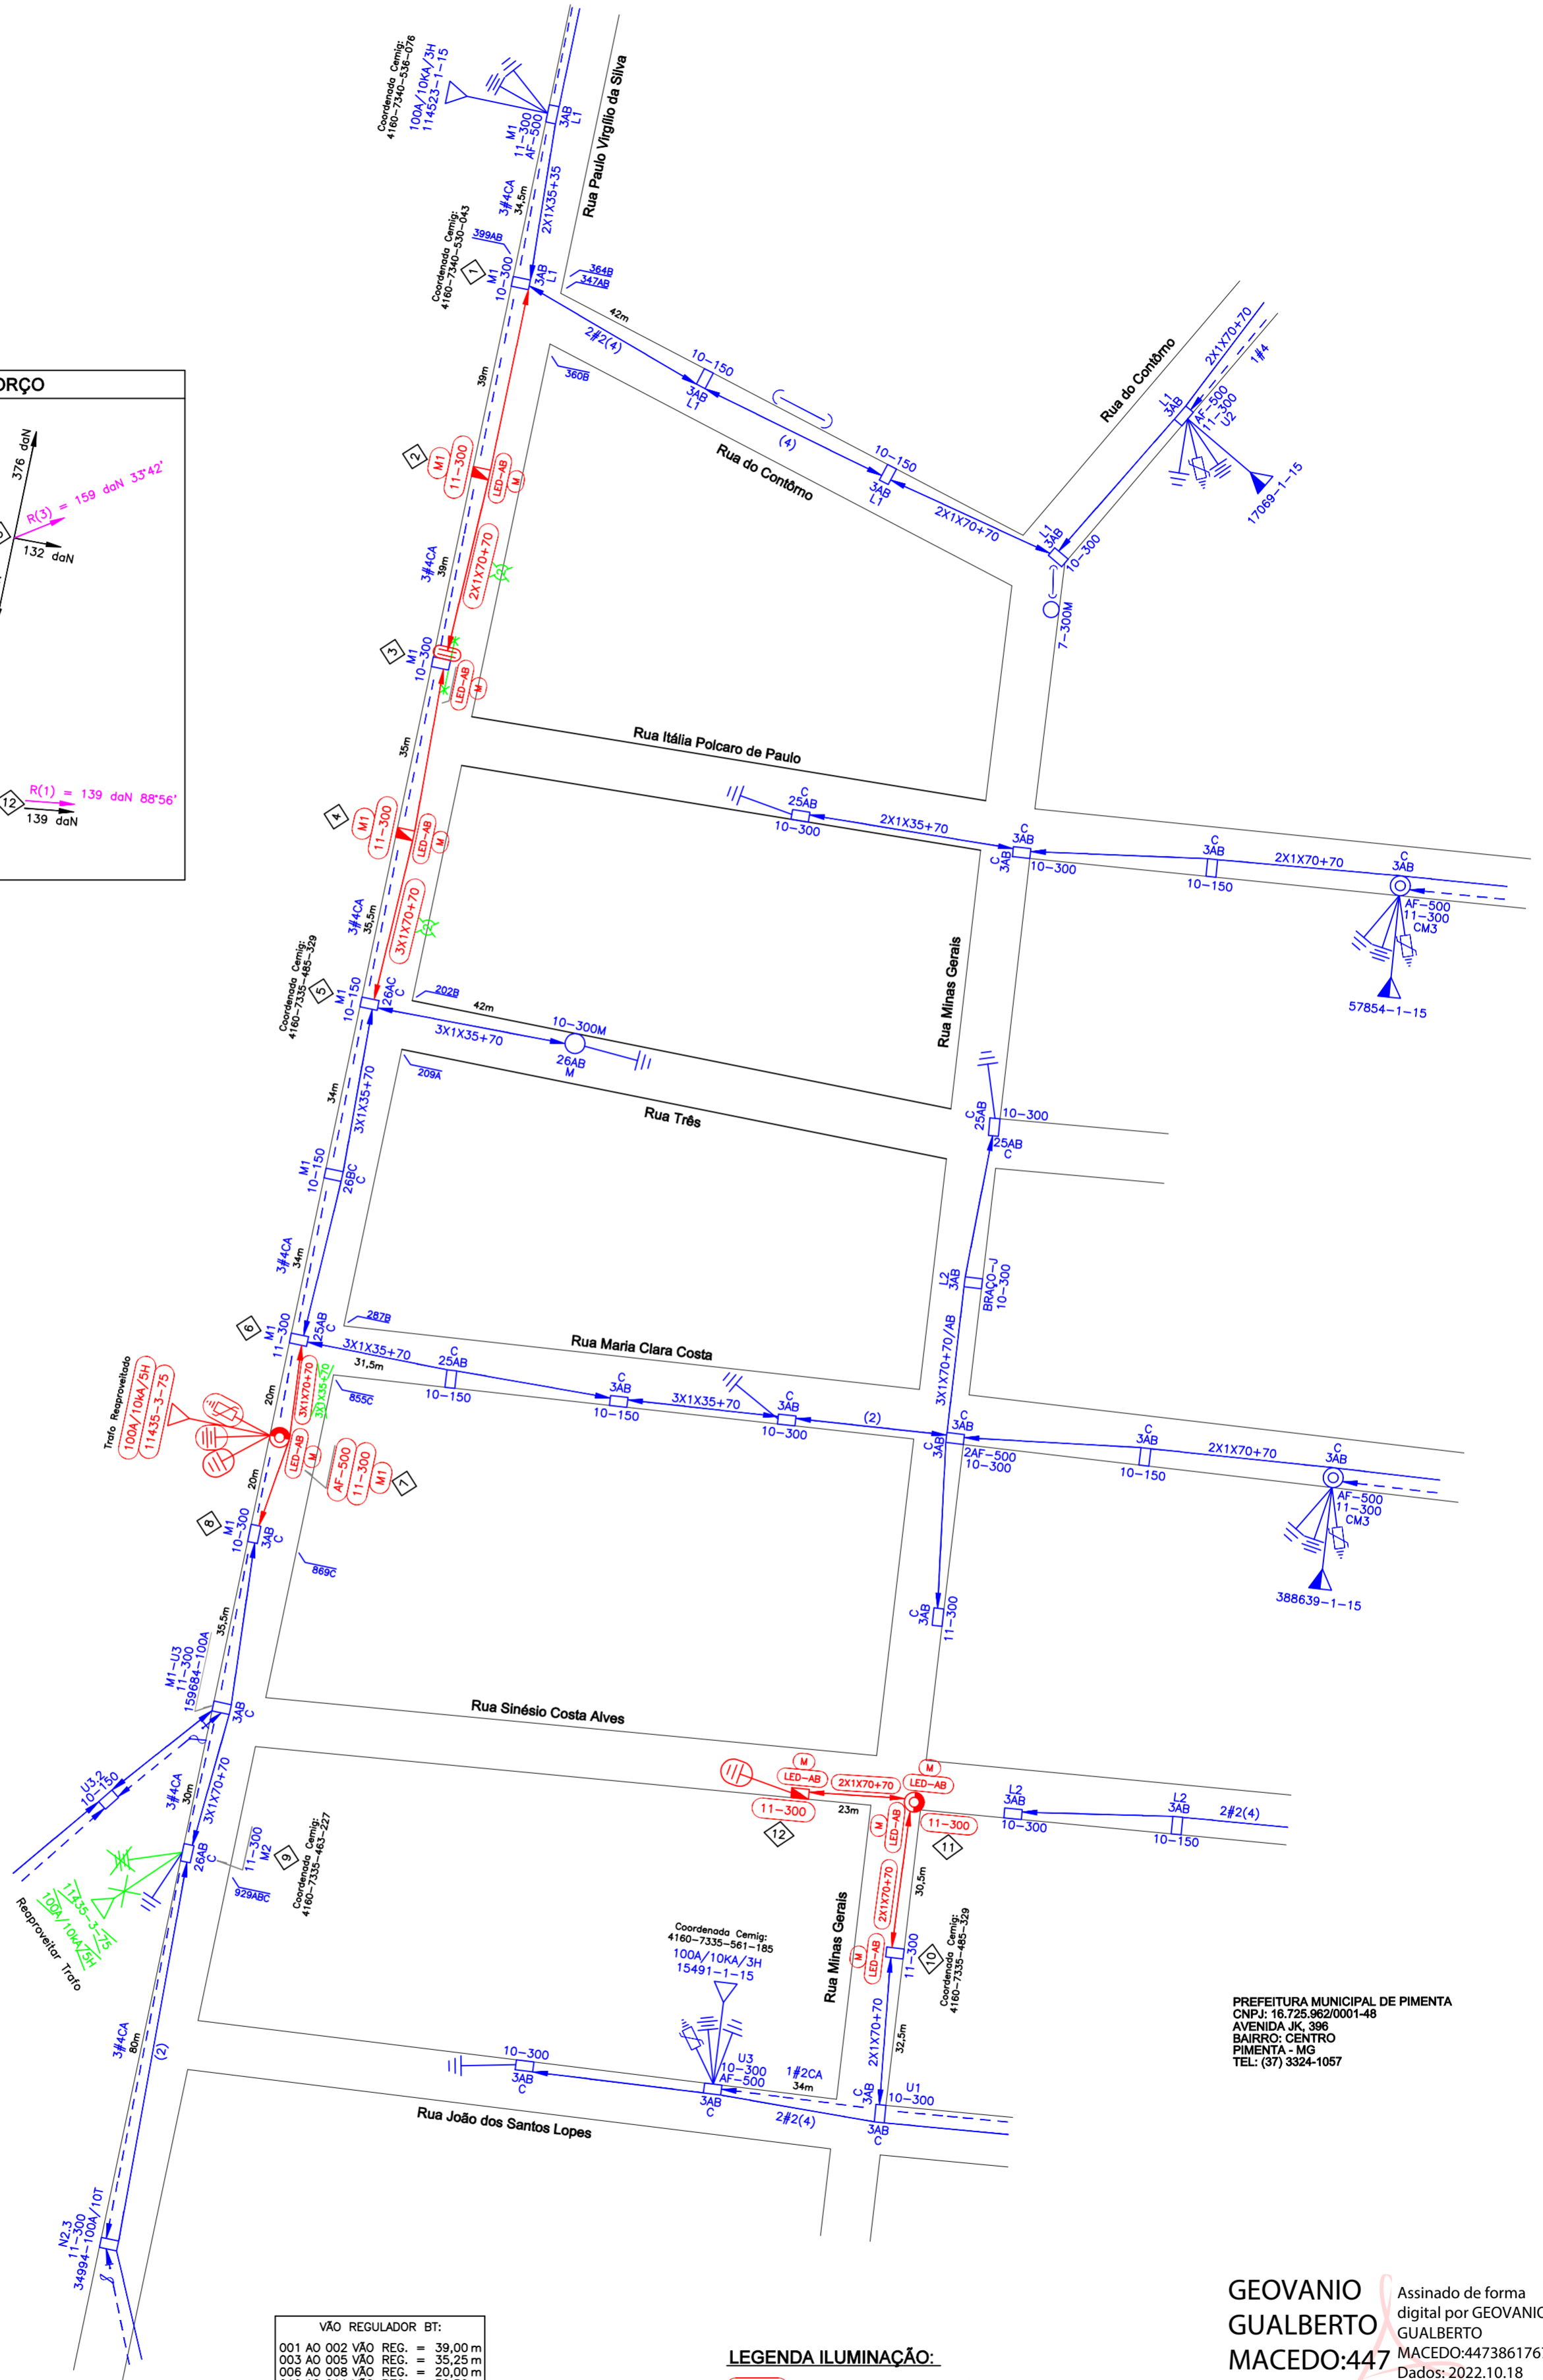 Coordenada Cemig:
4160-7340-536-076
100A/10KA/3H
114523-1-15
M1
11-300
AF-500
3AB
L1
Rua Paulo Virgílio da Silva
3#4CA
34,5m
2X1X35+35
Coordenada Cemig:
4160-7340-530-043
399AB
1
M1
10-300
3AB
L1
364B
347AB
42m
2#2(4)
360B
10-150
3AB
L1
(4)
Rua do Contôrno
10-150
3AB
L1
2X1X70+70
Rua do Contôrno
2X1X70+70
1#4
L1
3AB
AF-500
11-300
U2
17069-1-15
L1
3AB
10-300
7-300M
ORÇO
376 daN
R(3) = 159 daN 33°42'
132 daN
12
R(1) = 139 daN 88°56'
139 daN
39m
2
M1
11-300
LED-AB
M
3#4CA
39m
2X1X70+70
(2)
3
M1
10-300
LED-AB
M
35m
Rua Itália Polcaro de Paulo
4
M1
11-300
LED-AB
M
3#4CA
35,5m
3X1X70+70
(2)
C
25AB
10-300
2X1X35+70
C
3AB
C
3AB
10-300
C
3AB
10-150
2X1X70+70
C
3AB
AF-500
11-300
CM3
57854-1-15
Rua Minas Gerais
Coordenada Cemig:
4160-7335-485-329
5
M1
10-150
126AC
C
202B
42m
10-300M
3X1X35+70
26AB
M
209A
Rua Três
34m
3X1X35+70
M1
10-150
26BC
C
3#4CA
34m
C
25AB
10-300
25AB
C
L2
3AB
BRAÇO-J
10-300
3X1X70+70/AB
6
M1
11-300
25AB
C
287B
Rua Maria Clara Costa
3X1X35+70
31,5m
C
25AB
10-150
C
3AB
10-150
3X1X35+70
C
3AB
10-300
(2)
C
3AB
C
3AB
2AF-500
10-300
C
3AB
10-150
2X1X70+70
C
3AB
AF-500
11-300
CM3
388639-1-15
C
3AB
11-300
Trafo Reaproveitado
100A/10kA/5H
11435-3-75
20m
3X1X70+70
3X1X35+70
855C
LED-AB
M
AF-500
11-300
M1
7
20m
8
M1
10-300
3AB
C
869C
35,5m
M1-U3
11-300
159684-100A
3AB
C
Rua Sinésio Costa Alves
U3.2
10-150
3#4CA
30m
3X1X70+70
26AB
C
11-300
M2
9
Coordenada Cemig:
4160-7335-463-227
929ABC
11435-3-75
100A/10kA/5H
Reaproveitar Trafo
M
LED-AB
11-300
12
2X1X70+70
23m
M
LED-AB
11-300
11
M
LED-AB
2X1X70+70
30,5m
L2
3AB
10-300
L2
3AB
10-150
2#2(4)
Rua Minas Gerais
M
LED-AB
11-300
10
Coordenada Cemig:
4160-7335-485-329
Coordenada Cemig:
4160-7335-561-185
100A/10KA/3H
15491-1-15
2X1X70+70
32,5m
3#4CA
80m
(2)
10-300
3AB
C
U3
10-300
AF-500
3AB
C
1#2CA
34m
2#2(4)
C
3AB
U1
10-300
3AB
C
Rua João dos Santos Lopes
N2.3
11-300
34994-100A/10T
PREFEITURA MUNICIPAL DE PIMENTA
CNPJ: 16.725.962/0001-48
AVENIDA JK, 396
BAIRRO: CENTRO
PIMENTA - MG
TEL: (37) 3324-1057
VÃO REGULADOR BT:
001 AO 002 VÃO REG. = 39,00 m
003 AO 005 VÃO REG. = 35,25 m
006 AO 008 VÃO REG. = 20,00 m
LEGENDA ILUMINAÇÃO:
GEOVANIO
GUALBERTO
MACEDO:447
Assinado de forma
digital por GEOVANIO
GUALBERTO
Dados: 2022.10.18